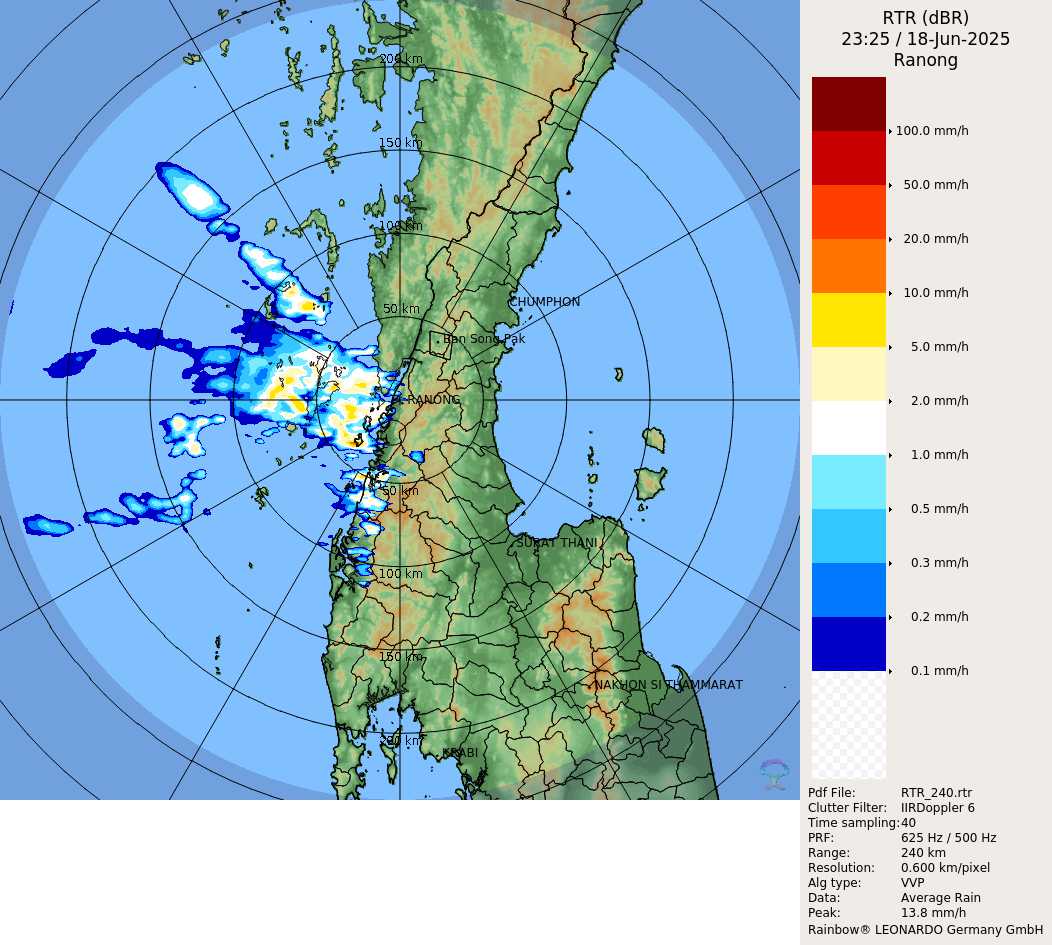 RTR (dBR)
23:25 / 18-Jun-2025
Ranong
200 km
150 km
100 km
50 km
CHUMPHON
Ban Song Pak
RANONG
50 km
SURAT THANI
100 km
150 km
NAKHON SI THAMMARAT
200 km
KRABI
100.0 mm/h
50.0 mm/h
20.0 mm/h
10.0 mm/h
5.0 mm/h
2.0 mm/h
1.0 mm/h
0.5 mm/h
0.3 mm/h
0.2 mm/h
0.1 mm/h
Pdf File: RTR_240.rtr
Clutter Filter: IIRDoppler 6
Time sampling:40
PRF: 625 Hz / 500 Hz
Range: 240 km
Resolution: 0.600 km/pixel
Alg type: VVP
Data: Average Rain
Peak: 13.8 mm/h
Rainbow® LEONARDO Germany GmbH